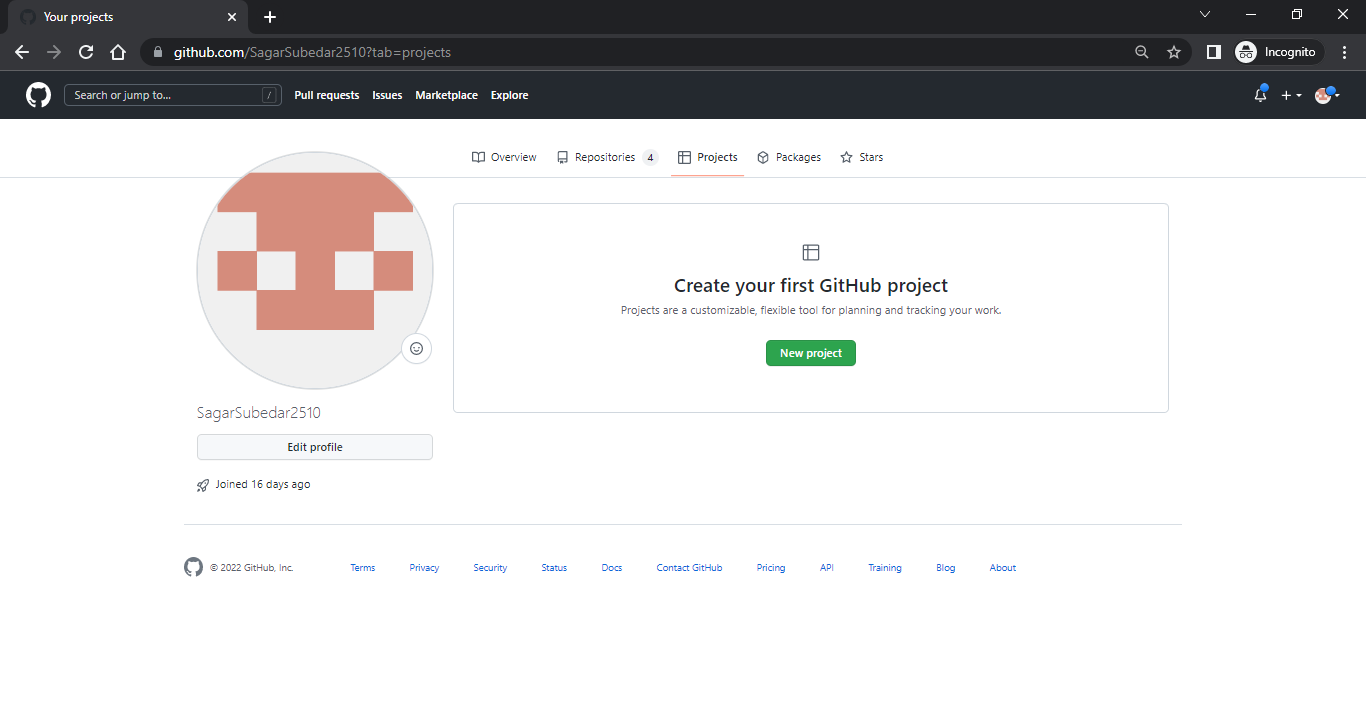 Your projects
github.com/SagarSubedar2510?tab=projects
Incognito
Search or jump to... /
Pull requests Issues Marketplace Explore
Overview Repositories 4 Projects Packages Stars
Create your first GitHub project
Projects are a customizable, flexible tool for planning and tracking your work.
New project
SagarSubedar2510
Edit profile
Joined 16 days ago
© 2022 GitHub, Inc. Terms Privacy Security Status Docs Contact GitHub Pricing API Training Blog About